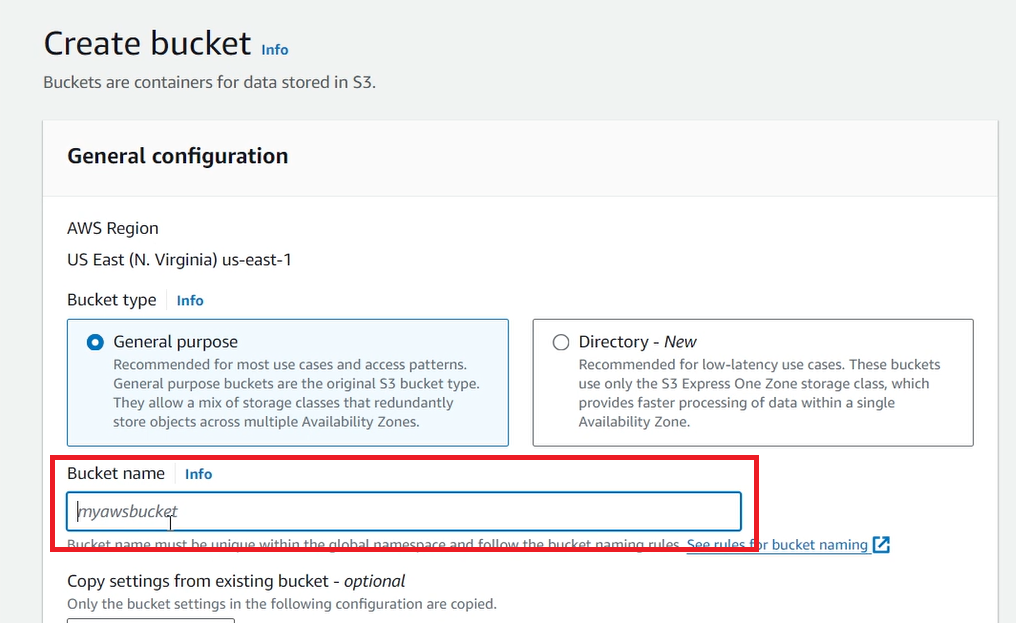 Create bucket Info
Buckets are containers for data stored in S3.
General configuration
AWS Region
US East (N. Virginia) us-east-1
Bucket type Info
General purpose
Recommended for most use cases and access patterns.
General purpose buckets are the original S3 bucket type.
They allow a mix of storage classes that redundantly
store objects across multiple Availability Zones.
Directory - New
Recommended for low-latency use cases. These buckets
use only the S3 Express One Zone storage class, which
provides faster processing of data within a single
Availability Zone.
Bucket name Info
myawsbucket
Bucket name must be unique within the global namespace and follow the bucket naming rules. See rules for bucket naming
Copy settings from existing bucket - optional
Only the bucket settings in the following configuration are copied.